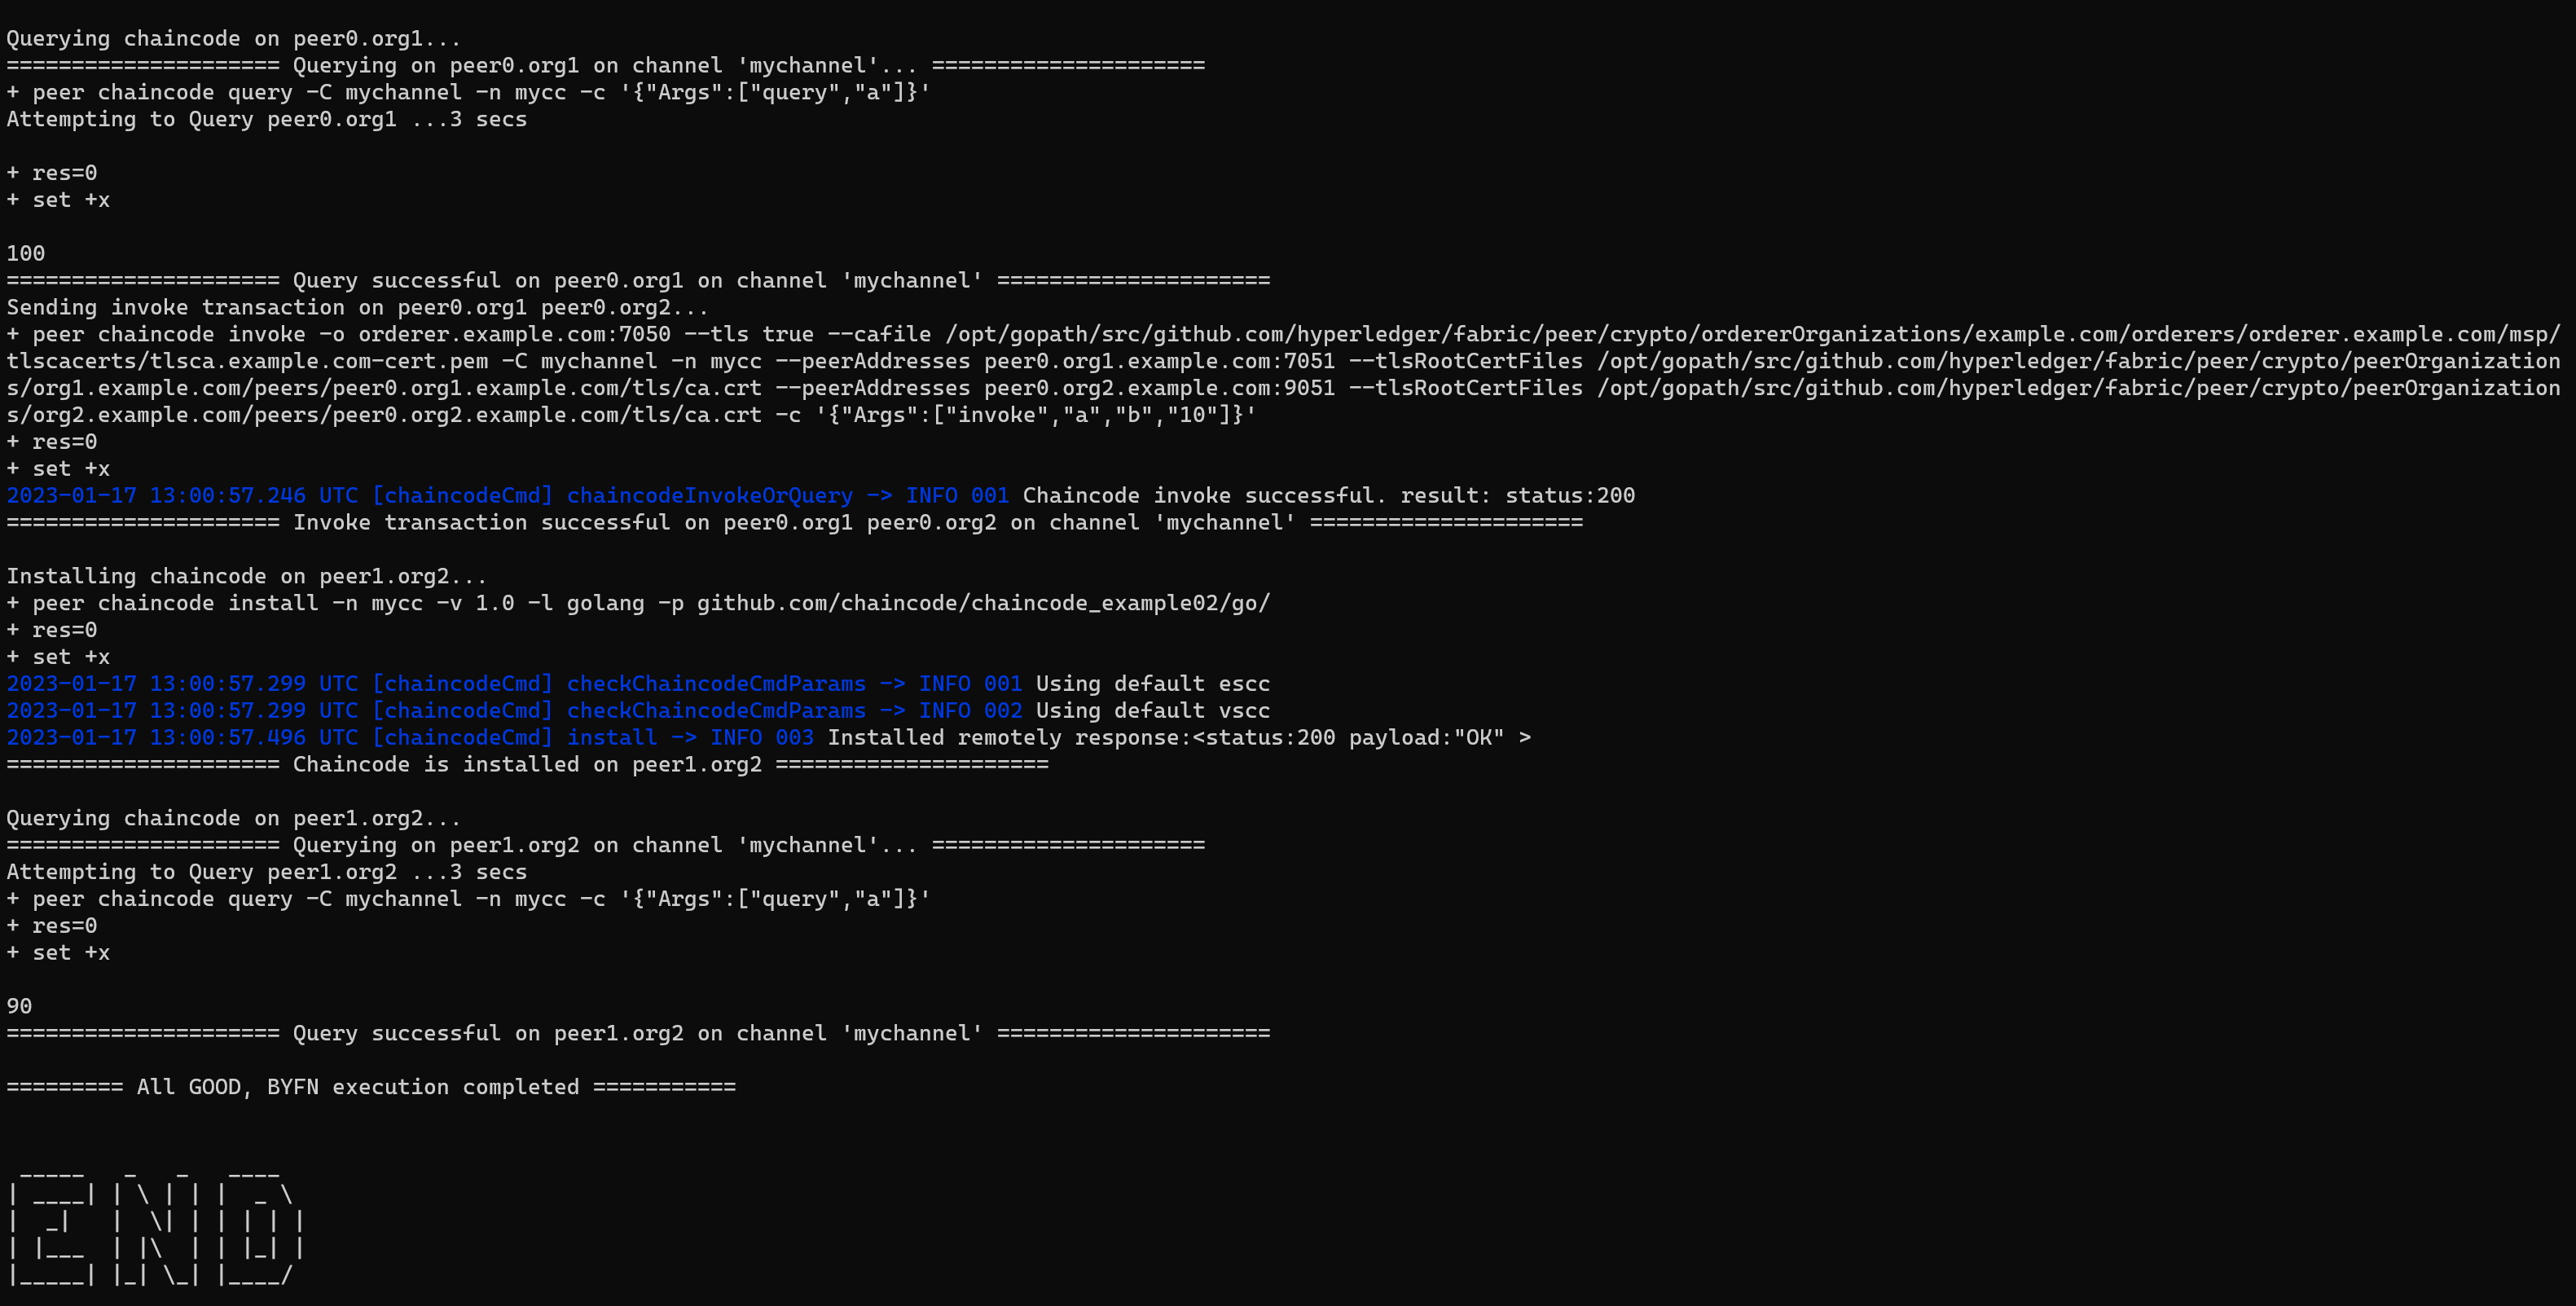 Querying chaincode on peer0.org1...
===================== Querying on peer0.org1 on channel 'mychannel'... =====================
+ peer chaincode query -C mychannel -n mycc -c '{"Args":["query","a"]}'
Attempting to Query peer0.org1 ...3 secs

+ res=0
+ set +x

100
===================== Query successful on peer0.org1 on channel 'mychannel' =====================
Sending invoke transaction on peer0.org1 peer0.org2...
+ peer chaincode invoke -o orderer.example.com:7050 --tls true --cafile /opt/gopath/src/github.com/hyperledger/fabric/peer/crypto/ordererOrganizations/example.com/orderers/orderer.example.com/msp/
tlscacerts/tlsca.example.com-cert.pem -C mychannel -n mycc --peerAddresses peer0.org1.example.com:7051 --tlsRootCertFiles /opt/gopath/src/github.com/hyperledger/fabric/peer/crypto/peerOrganization
s/org1.example.com/peers/peer0.org1.example.com/tls/ca.crt --peerAddresses peer0.org2.example.com:9051 --tlsRootCertFiles /opt/gopath/src/github.com/hyperledger/fabric/peer/crypto/peerOrganization
s/org2.example.com/peers/peer0.org2.example.com/tls/ca.crt -c '{"Args":["invoke","a","b","10"]}'
+ res=0
+ set +x
2023-01-17 13:00:57.246 UTC [chaincodeCmd] chaincodeInvokeOrQuery -> INFO 001 Chaincode invoke successful. result: status:200
===================== Invoke transaction successful on peer0.org1 peer0.org2 on channel 'mychannel' =====================

Installing chaincode on peer1.org2...
+ peer chaincode install -n mycc -v 1.0 -l golang -p github.com/chaincode/chaincode_example02/go/
+ res=0
+ set +x
2023-01-17 13:00:57.299 UTC [chaincodeCmd] checkChaincodeCmdParams -> INFO 001 Using default escc
2023-01-17 13:00:57.299 UTC [chaincodeCmd] checkChaincodeCmdParams -> INFO 002 Using default vscc
2023-01-17 13:00:57.496 UTC [chaincodeCmd] install -> INFO 003 Installed remotely response:<status:200 payload:"OK" >
===================== Chaincode is installed on peer1.org2 =====================

Querying chaincode on peer1.org2...
===================== Querying on peer1.org2 on channel 'mychannel'... =====================
Attempting to Query peer1.org2 ...3 secs
+ peer chaincode query -C mychannel -n mycc -c '{"Args":["query","a"]}'
+ res=0
+ set +x

90
===================== Query successful on peer1.org2 on channel 'mychannel' =====================

========= All GOOD, BYFN execution completed ===========

 _____   _   _   ____
| ____| | \ | | |  _ \
|  _|   |  \| | | | | |
| |___  | |\  | | |_| |
|_____| |_| \_| |____/